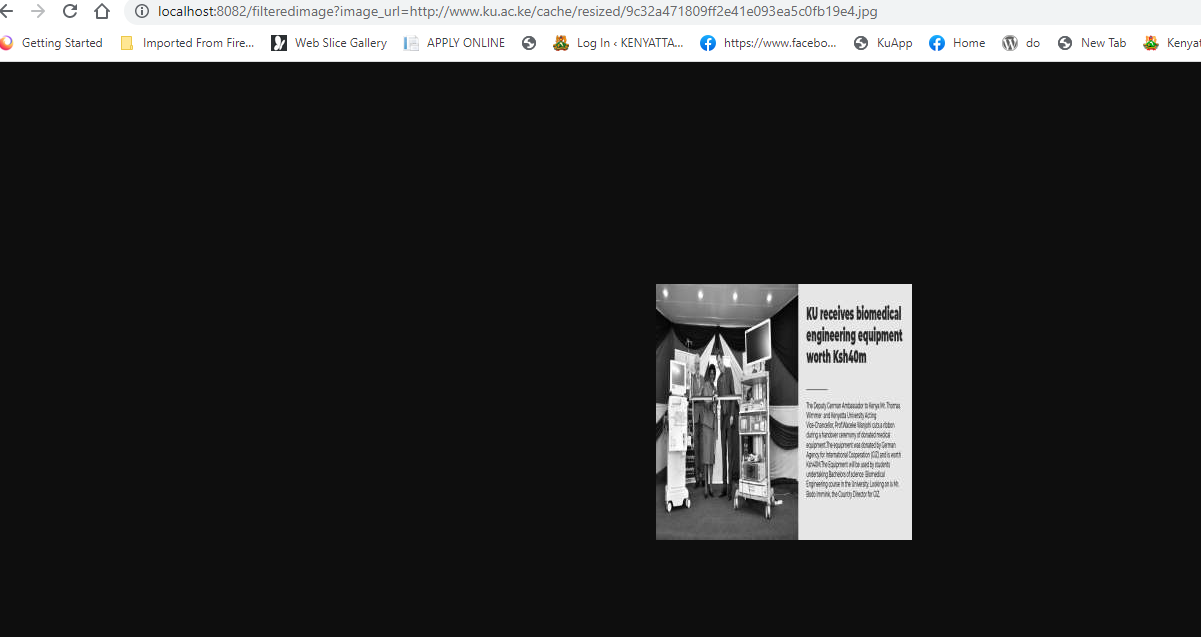 localhost:8082/filteredimage?image_url=http://www.ku.ac.ke/cache/resized/9c32a471809ff2e41e093ea5c0fb19e4.jpg
Getting Started Imported From Fire... Web Slice Gallery APPLY ONLINE Log In ‹ KENYATTA... https://www.facebo... KuApp Home do New Tab Kenyat
KU receives biomedical
engineering equipment
worth Ksh40m
The Deputy German Ambassador to Kenya Mr. Thomas
Wimmer and Kenyatta University Acting
Vice-Chancellor, Prof.Waceke Wanjohi cuts a ribbon
during a handover ceremony of donated medical
equipment.The equipment was donated by German
Agency for International Cooperation (GIZ) and is worth
Ksh40M.The Equipment will be used by students
undertaking Bachelors of science Biomedical
Engineering course in the University. Looking on is Mr.
Bodo Immink, the Country Director for GIZ.